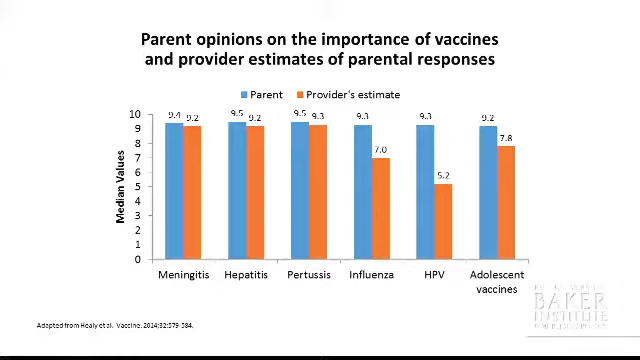 Parent opinions on the importance of vaccines
and provider estimates of parental responses
Parent Provider's estimate
Median Values
10
9
8
7
6
5
4
3
2
1
0
9.4 9.2 9.5 9.2 9.5 9.3 9.3 7.0 9.3 5.2 9.2 7.8
Meningitis Hepatitis Pertussis Influenza HPV Adolescent
vaccines
BAKER
INSTITUTE
Adapted from Healy et al. Vaccine. 2014;32:579-584.